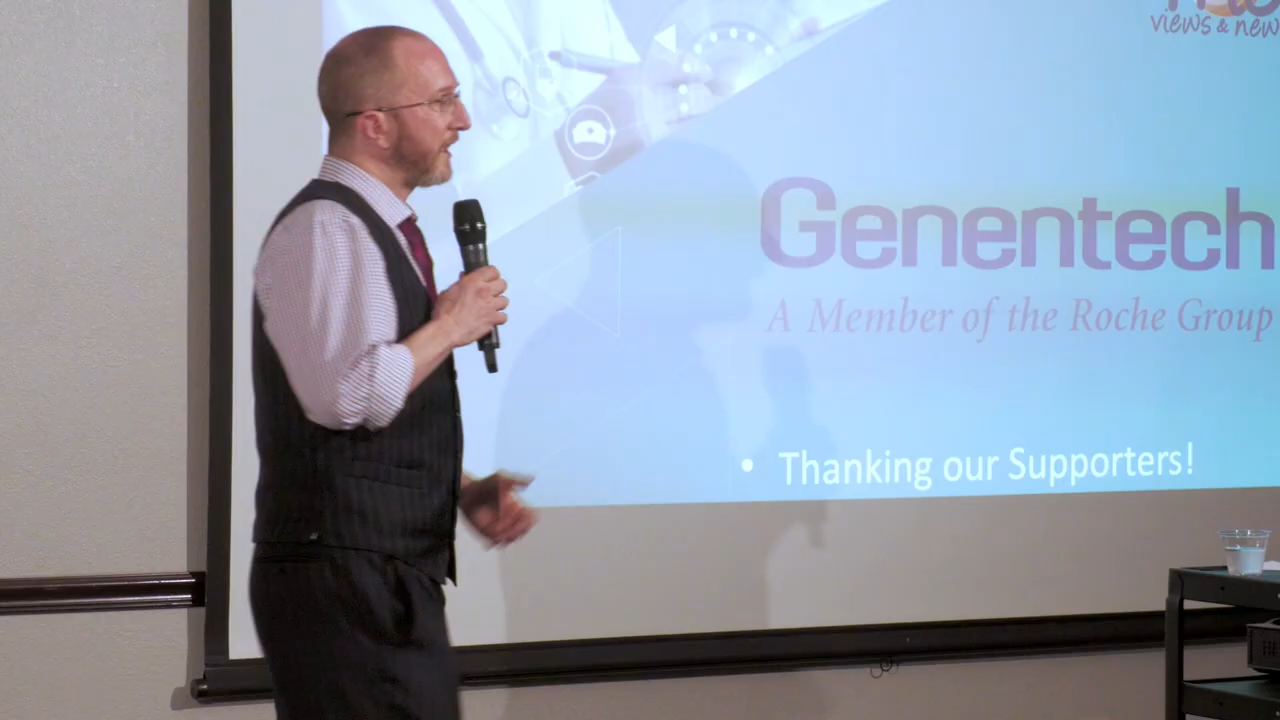 views & new
Genentech
A Member of the Roche Group
• Thanking our Supporters!